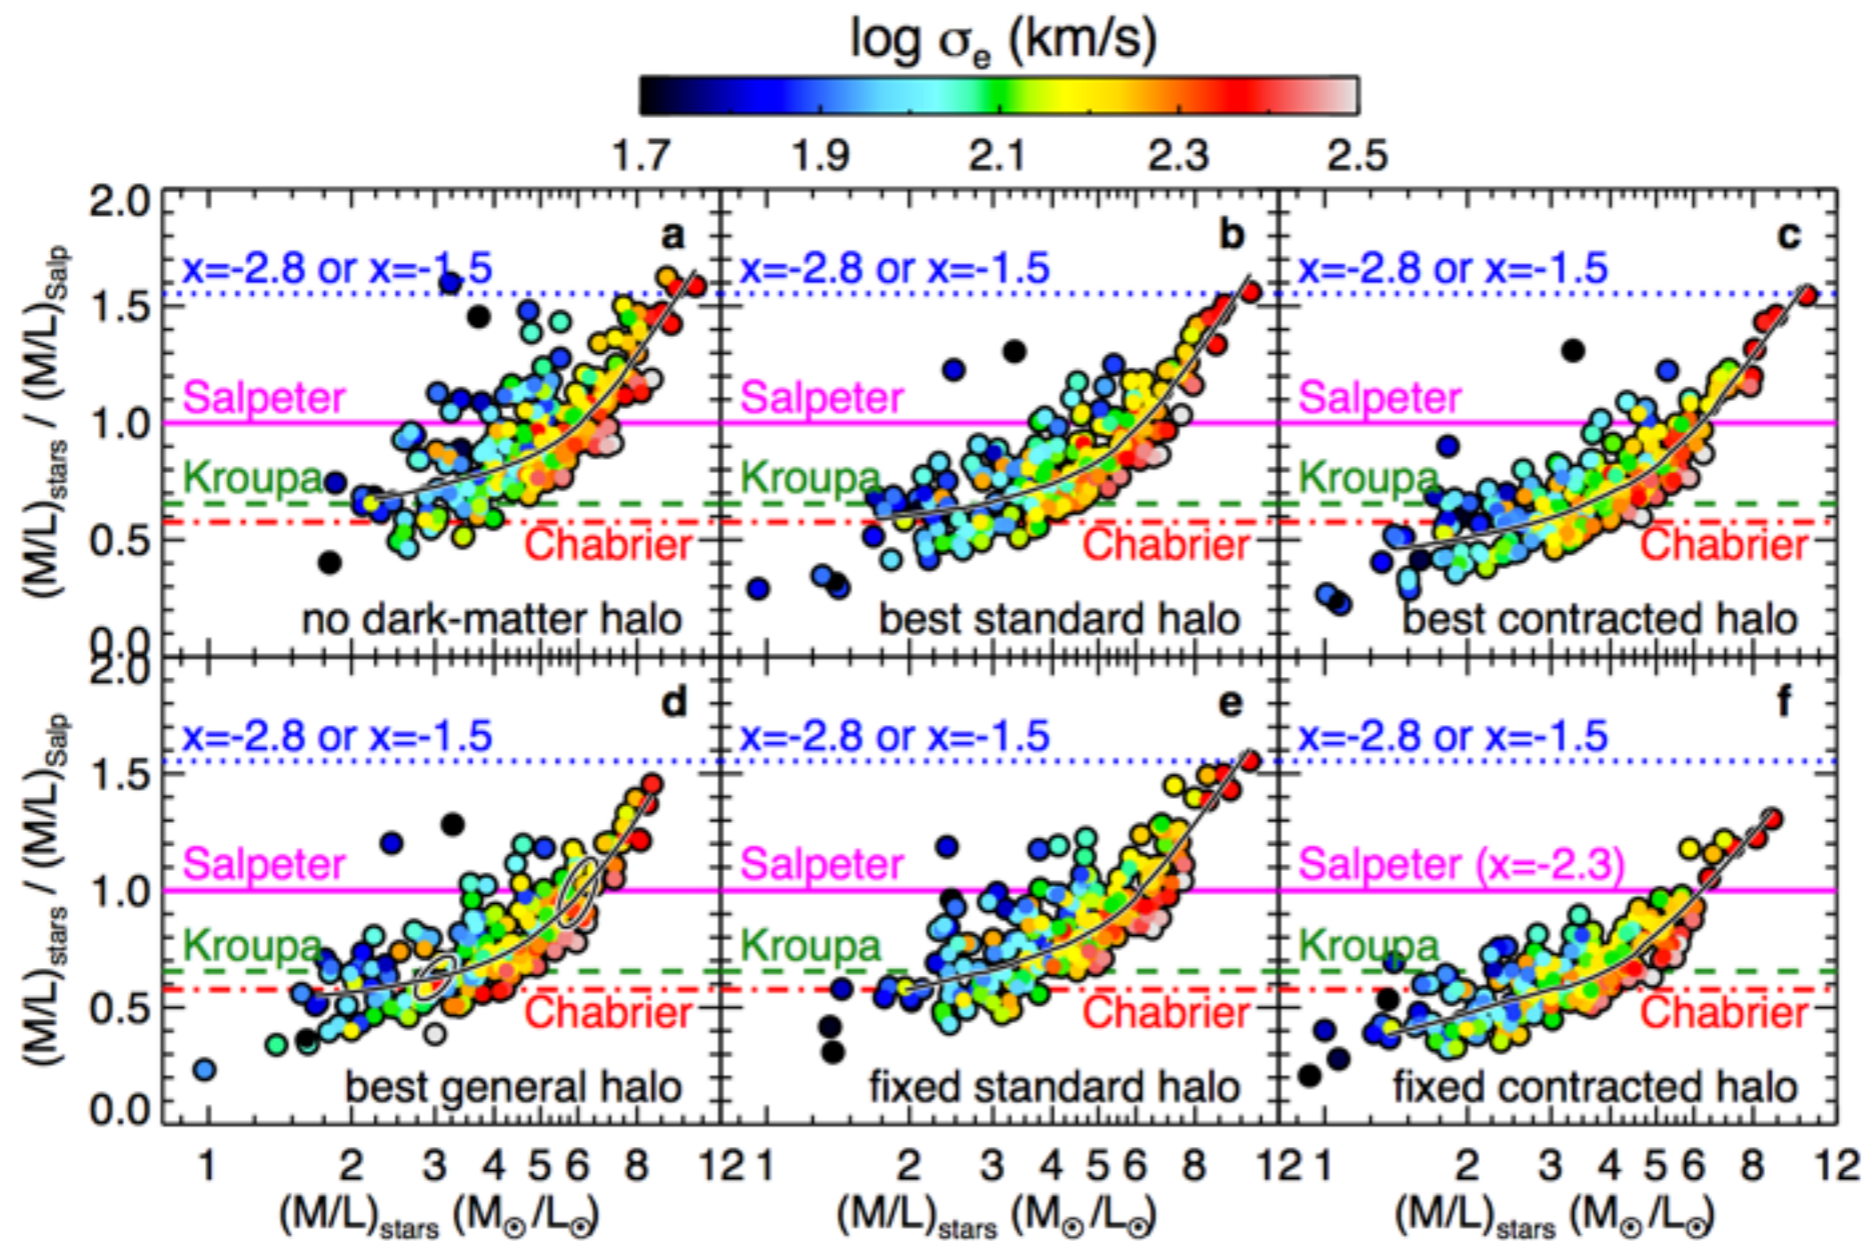 log σe (km/s)
1.7 1.9 2.1 2.3 2.5
2.0 1.5 1.0 0.5 0.0
(M/L)stars / (M/L)Salp
a
x=-2.8 or x=-1.5
Salpeter
Kroupa
Chabrier
no dark-matter halo
b
x=-2.8 or x=-1.5
Salpeter
Kroupa
Chabrier
best standard halo
c
x=-2.8 or x=-1.5
Salpeter
Kroupa
Chabrier
best contracted halo
2.0 1.5 1.0 0.5 0.0
(M/L)stars / (M/L)Salp
d
x=-2.8 or x=-1.5
Salpeter
Kroupa
Chabrier
best general halo
e
x=-2.8 or x=-1.5
Salpeter
Kroupa
Chabrier
fixed standard halo
f
x=-2.8 or x=-1.5
Salpeter (x=-2.3)
Kroupa
Chabrier
fixed contracted halo
1 2 3 4 5 6 8 12 1 2 3 4 5 6 8 12 1 2 3 4 5 6 8 12
(M/L)stars (M⊙/L⊙) (M/L)stars (M⊙/L⊙) (M/L)stars (M⊙/L⊙)